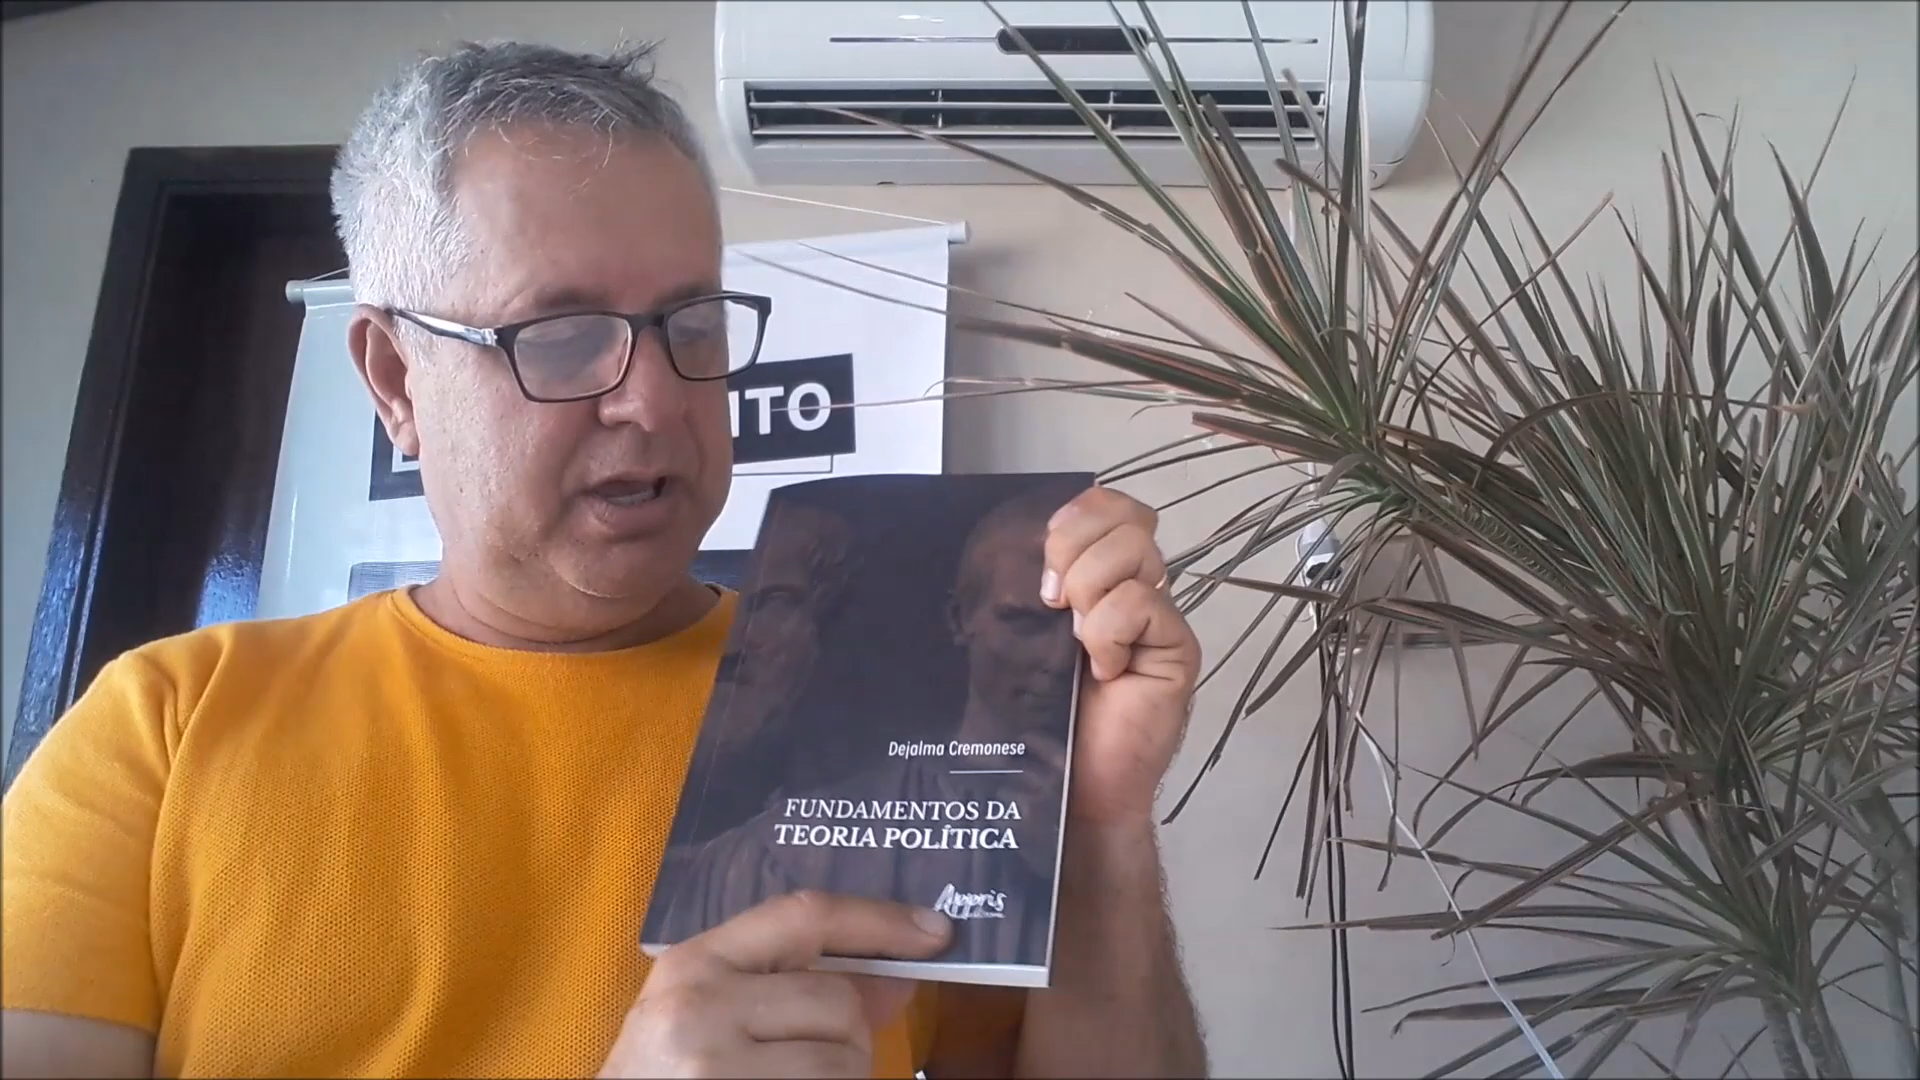 ITO
Dejalma Cremonese
FUNDAMENTOS DA
TEORIA POLÍTICA
Appris